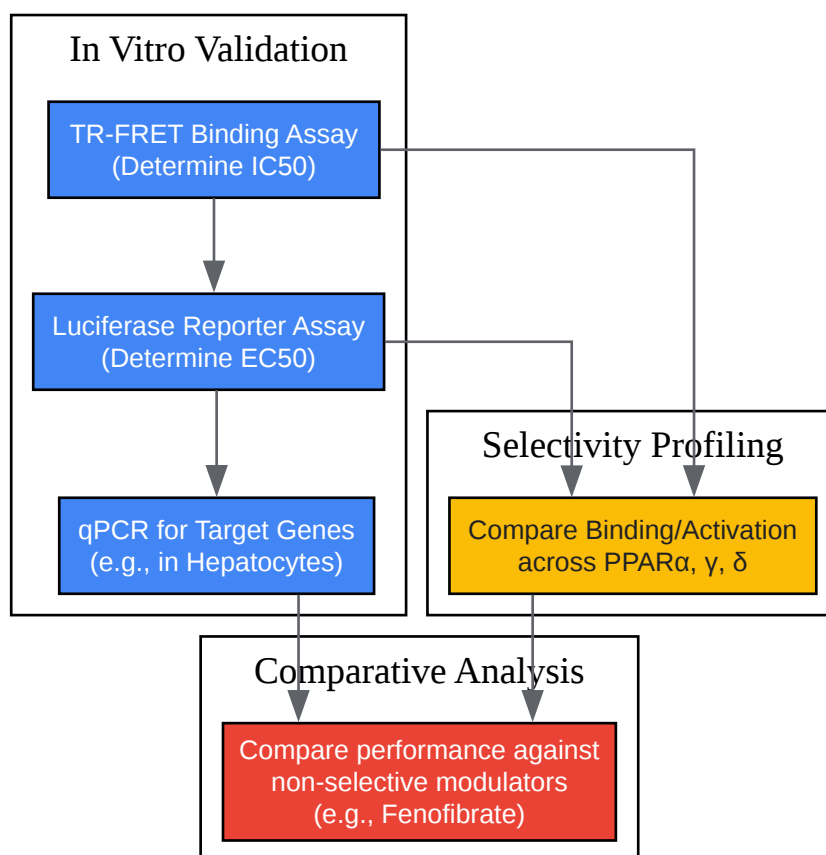 In Vitro Validation
TR-FRET Binding Assay
(Determine IC50)
Luciferase Reporter Assay
(Determine EC50)
qPCR for Target Genes
(e.g., in Hepatocytes)
Selectivity Profiling
Compare Binding/Activation
across PPARα, γ, δ
Comparative Analysis
Compare performance against
non-selective modulators
(e.g., Fenofibrate)